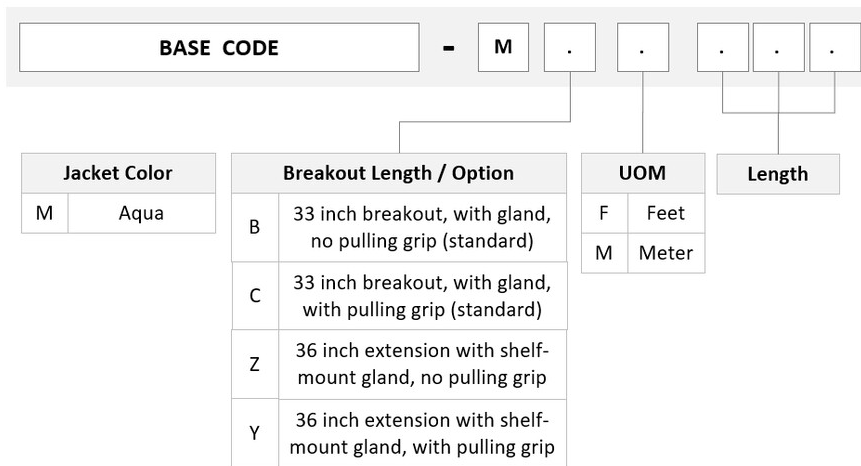 BASE CODE - M . . . . .
Jacket Color
M Aqua
Breakout Length / Option
B 33 inch breakout, with gland,
no pulling grip (standard)
C 33 inch breakout, with gland,
with pulling grip (standard)
Z 36 inch extension with shelf-
mount gland, no pulling grip
Y 36 inch extension with shelf-
mount gland, with pulling grip
UOM
F Feet
M Meter
Length